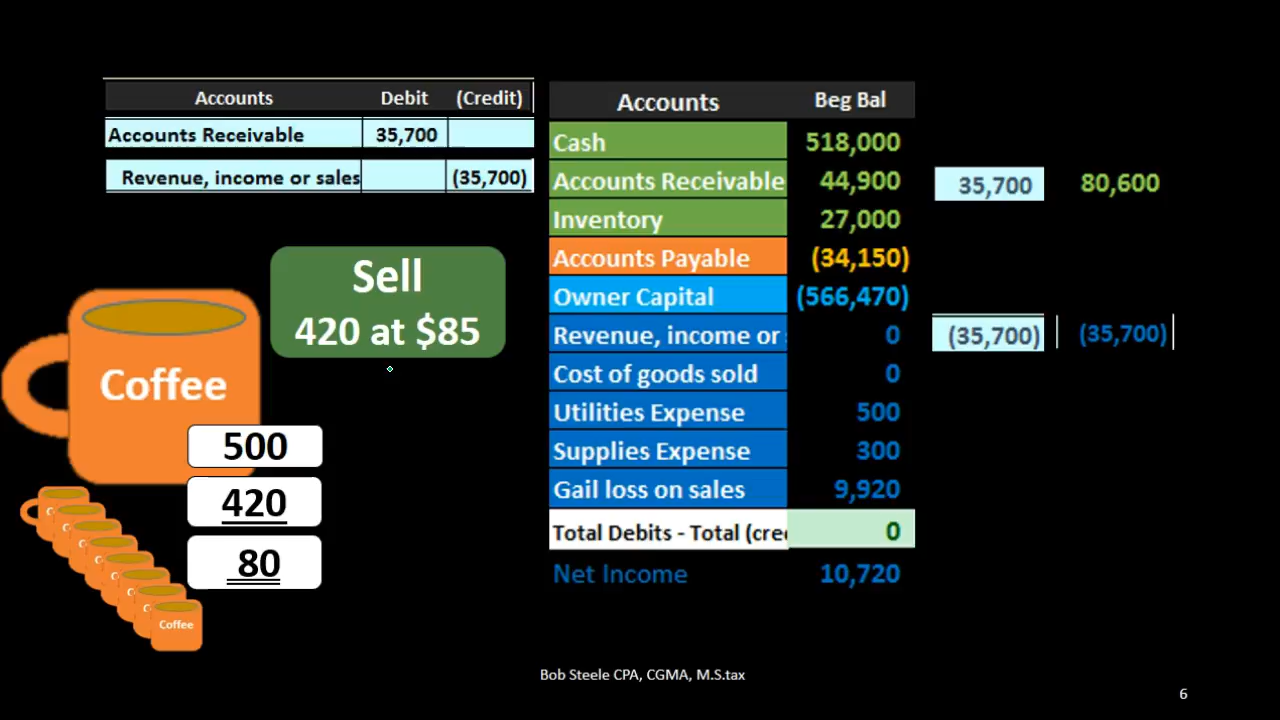 Accounts Debit (Credit)
Accounts Receivable 35,700
Revenue, income or sales (35,700)
Sell
420 at $85
Coffee
500
420
80
Coffee
Accounts Beg Bal
Cash 518,000
Accounts Receivable 44,900 35,700 80,600
Inventory 27,000
Accounts Payable (34,150)
Owner Capital (566,470)
Revenue, income or 0 (35,700) (35,700)
Cost of goods sold 0
Utilities Expense 500
Supplies Expense 300
Gail loss on sales 9,920
Total Debits - Total (cre 0
Net Income 10,720
Bob Steele CPA, CGMA, M.S.tax
6